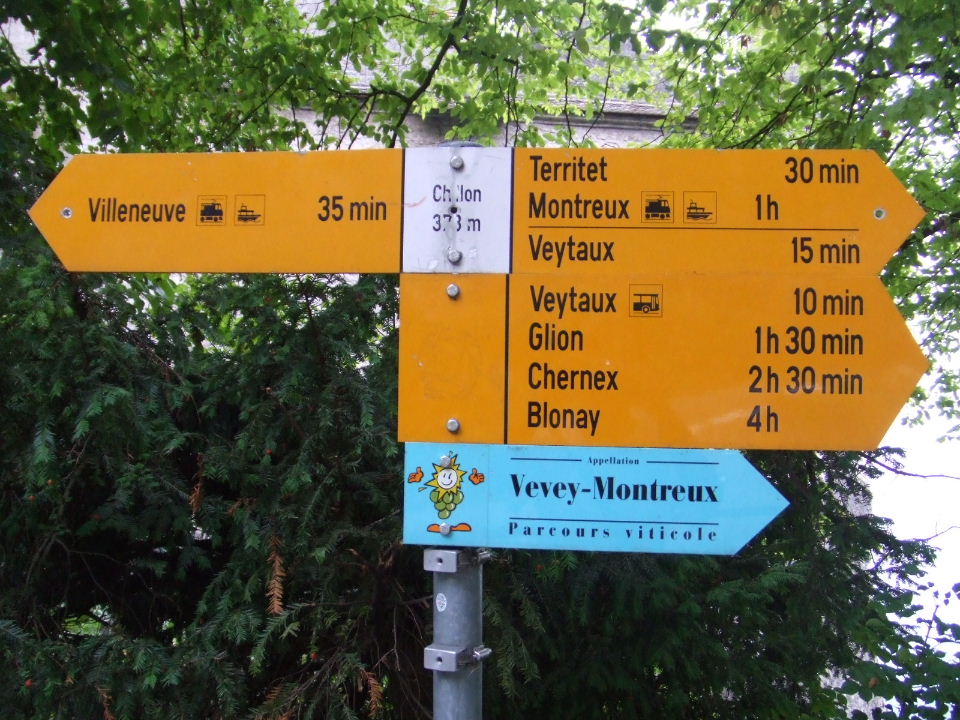 Villeneuve 35 min
Chillon
373 m
Territet 30 min
Montreux 1h
Veytaux 15 min
Veytaux 10 min
Glion 1h 30 min
Chernex 2h 30 min
Blonay 4h
Appellation
Vevey-Montreux
Parcours viticole